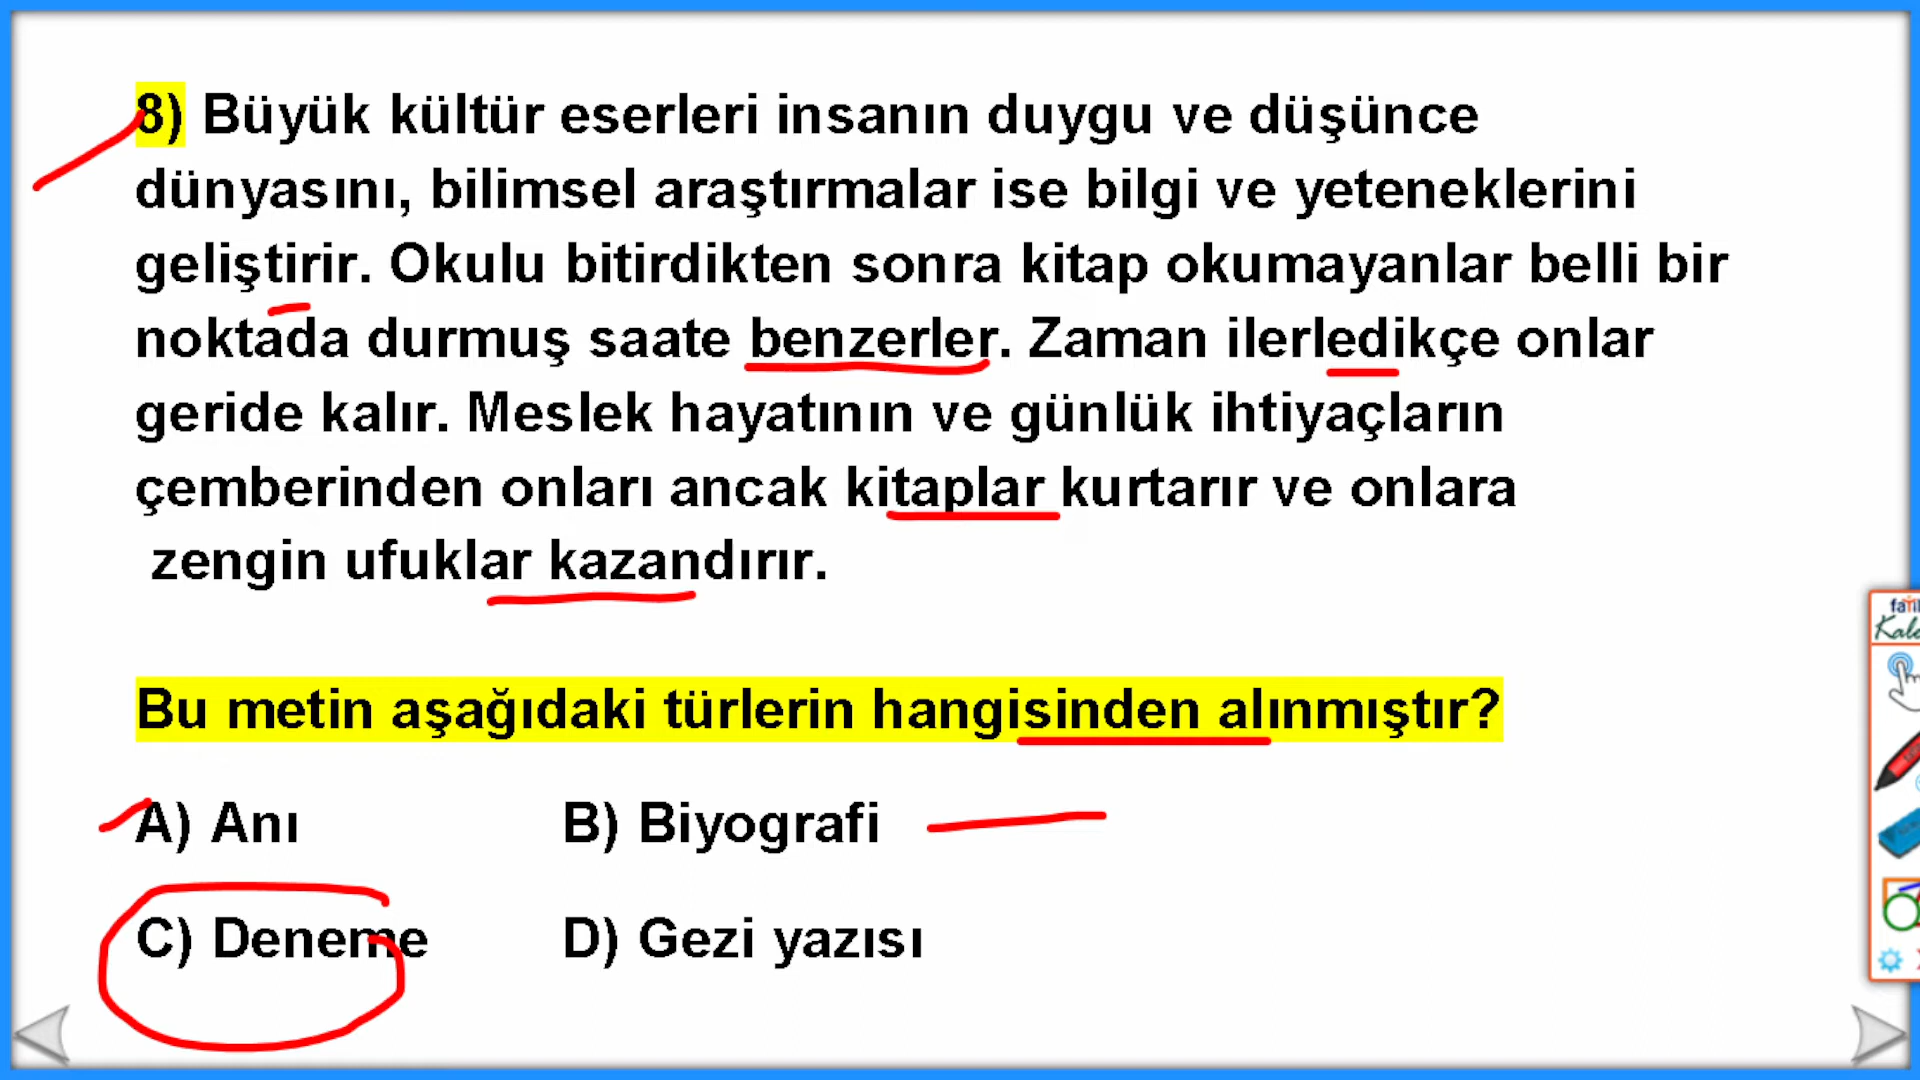 8) Büyük kültür eserleri insanın duygu ve düşünce
dünyasını, bilimsel araştırmalar ise bilgi ve yeteneklerini
geliştirir. Okulu bitirdikten sonra kitap okumayanlar belli bir
noktada durmuş saate benzerler. Zaman ilerledikçe onlar
geride kalır. Meslek hayatının ve günlük ihtiyaçların
çemberinden onları ancak kitaplar kurtarır ve onlara
zengin ufuklar kazandırır.
Bu metin aşağıdaki türlerin hangisinden alınmıştır?
A) Anı B) Biyografi
C) Deneme D) Gezi yazısı